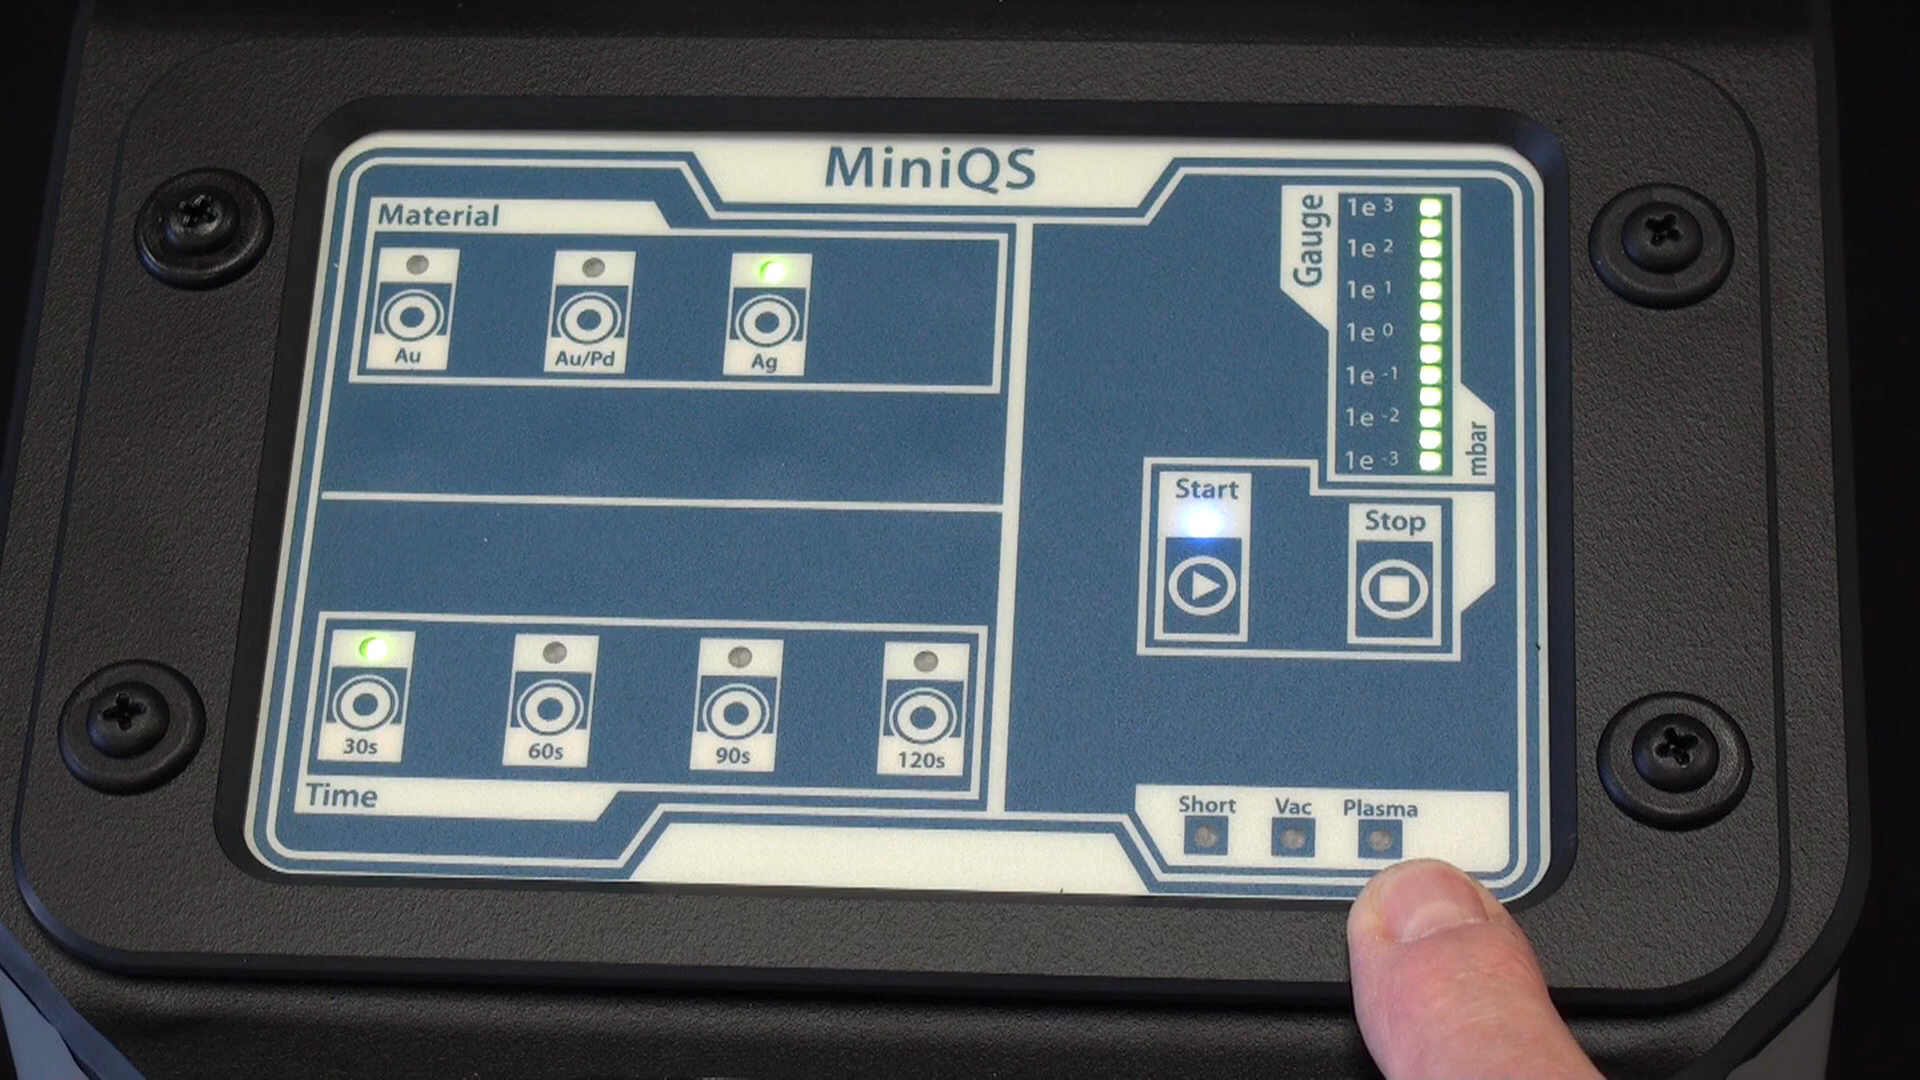 MiniQS
Material
Au
Au/Pd
Ag
Gauge
1e 3
1e 2
1e 1
1e 0
1e -1
1e -2
1e -3
mbar
Start
Stop
30s
60s
90s
120s
Time
Short
Vac
Plasma